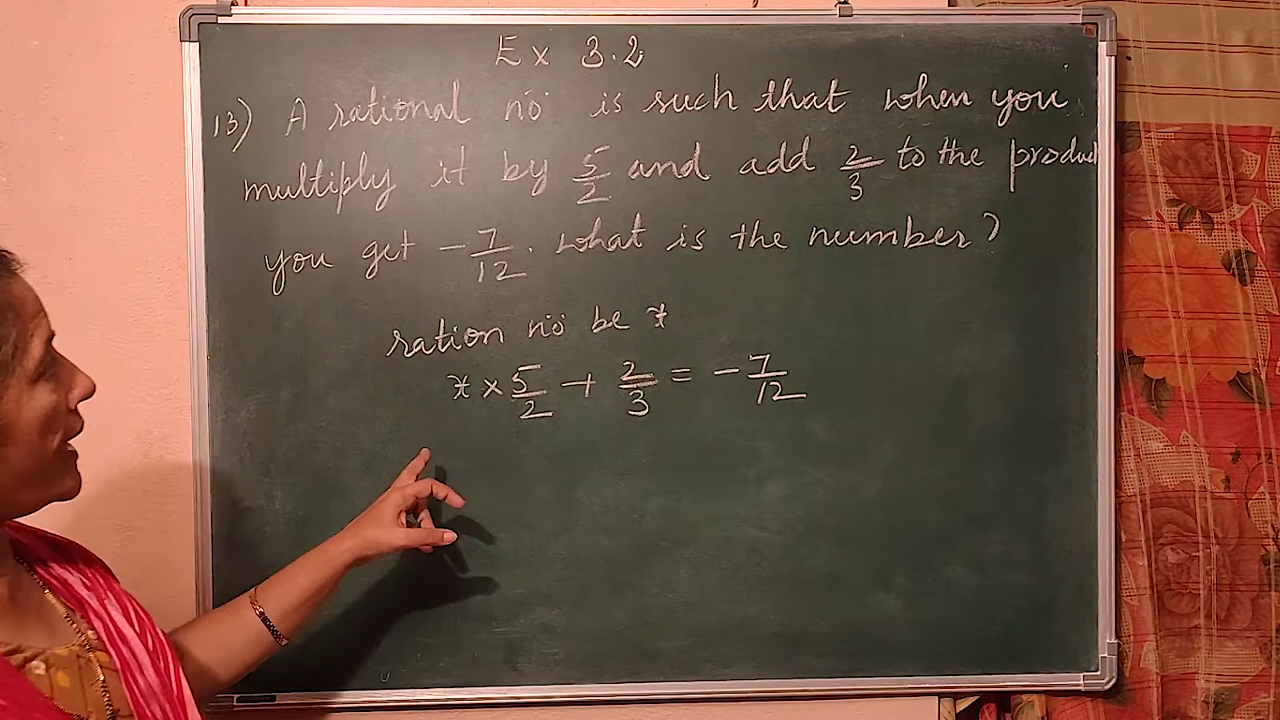 Ex 3.2
13) A rational no is such that when you
multiply it by 5/2 and add 2/3 to the product
you get -7/12. what is the number?
ration no be x
x × 5/2 + 2/3 = -7/12